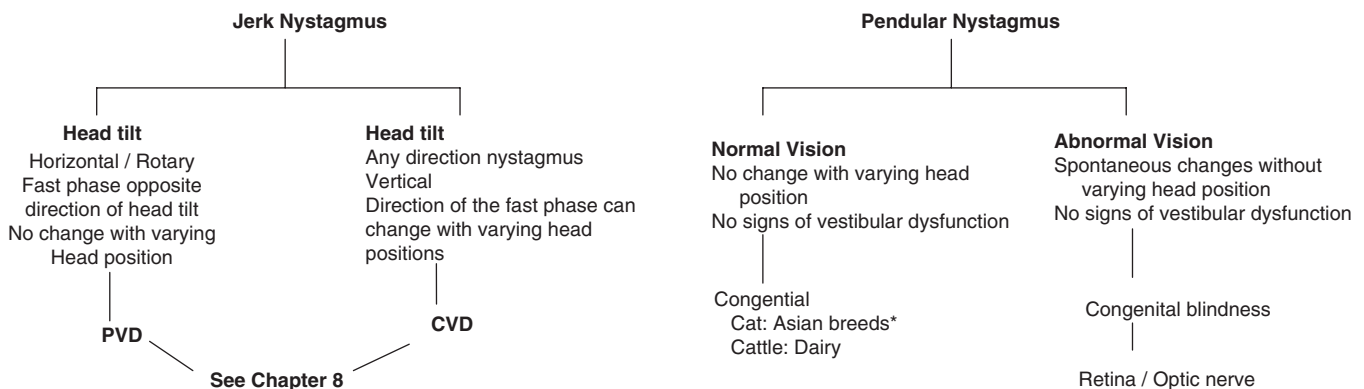 Jerk Nystagmus
Head tilt
Horizontal / Rotary
Fast phase opposite
direction of head tilt
No change with varying
Head position
PVD
Head tilt
Any direction nystagmus
Vertical
Direction of the fast phase can
change with varying head
positions
CVD
See Chapter 8
Pendular Nystagmus
Normal Vision
No change with varying head
position
No signs of vestibular dysfunction
Congential
Cat: Asian breeds*
Cattle: Dairy
Abnormal Vision
Spontaneous changes without
varying head position
No signs of vestibular dysfunction
Congenital blindness
Retina / Optic nerve